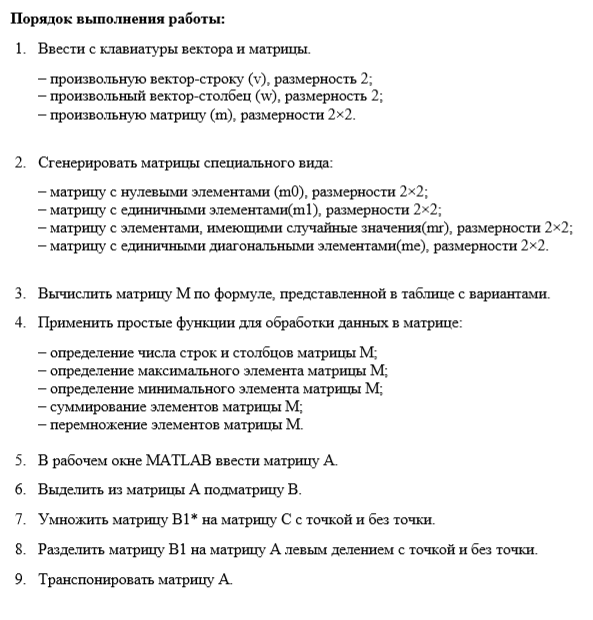 Порядок выполнения работы:
1. Ввести с клавиатуры вектора и матрицы.
– произвольную вектор-строку (v), размерность 2;
– произвольный вектор-столбец (w), размерность 2;
– произвольную матрицу (m), размерности 2×2.
2. Сгенерировать матрицы специального вида:
– матрицу с нулевыми элементами (m0), размерности 2×2;
– матрицу с единичными элементами(m1), размерности 2×2;
– матрицу с элементами, имеющими случайные значения(mr), размерности 2×2;
– матрицу с единичными диагональными элементами(me), размерности 2×2.
3. Вычислить матрицу М по формуле, представленной в таблице с вариантами.
4. Применить простые функции для обработки данных в матрице:
– определение числа строк и столбцов матрицы М;
– определение максимального элемента матрицы М;
– определение минимального элемента матрицы М;
– суммирование элементов матрицы М;
– перемножение элементов матрицы М.
5. В рабочем окне MATLAB ввести матрицу А.
6. Выделить из матрицы А подматрицу В.
7. Умножить матрицу В1* на матрицу С с точкой и без точки.
8. Разделить матрицу В1 на матрицу А левым делением с точкой и без точки.
9. Транспонировать матрицу А.